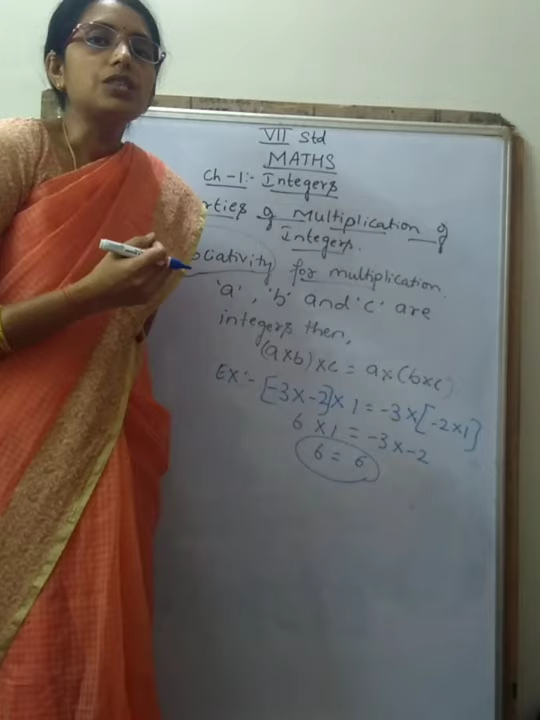 VII Std
MATHS
Ch-1:- Integers
rties of Multiplication of
Integers.
ociativity for multiplication.
'a', 'b' and 'c' are
integers then,
(a×b)×c = a×(b×c)
EX:- [-3×-2]×1 = -3×[-2×1]
6×1 = -3×-2
6 = 6